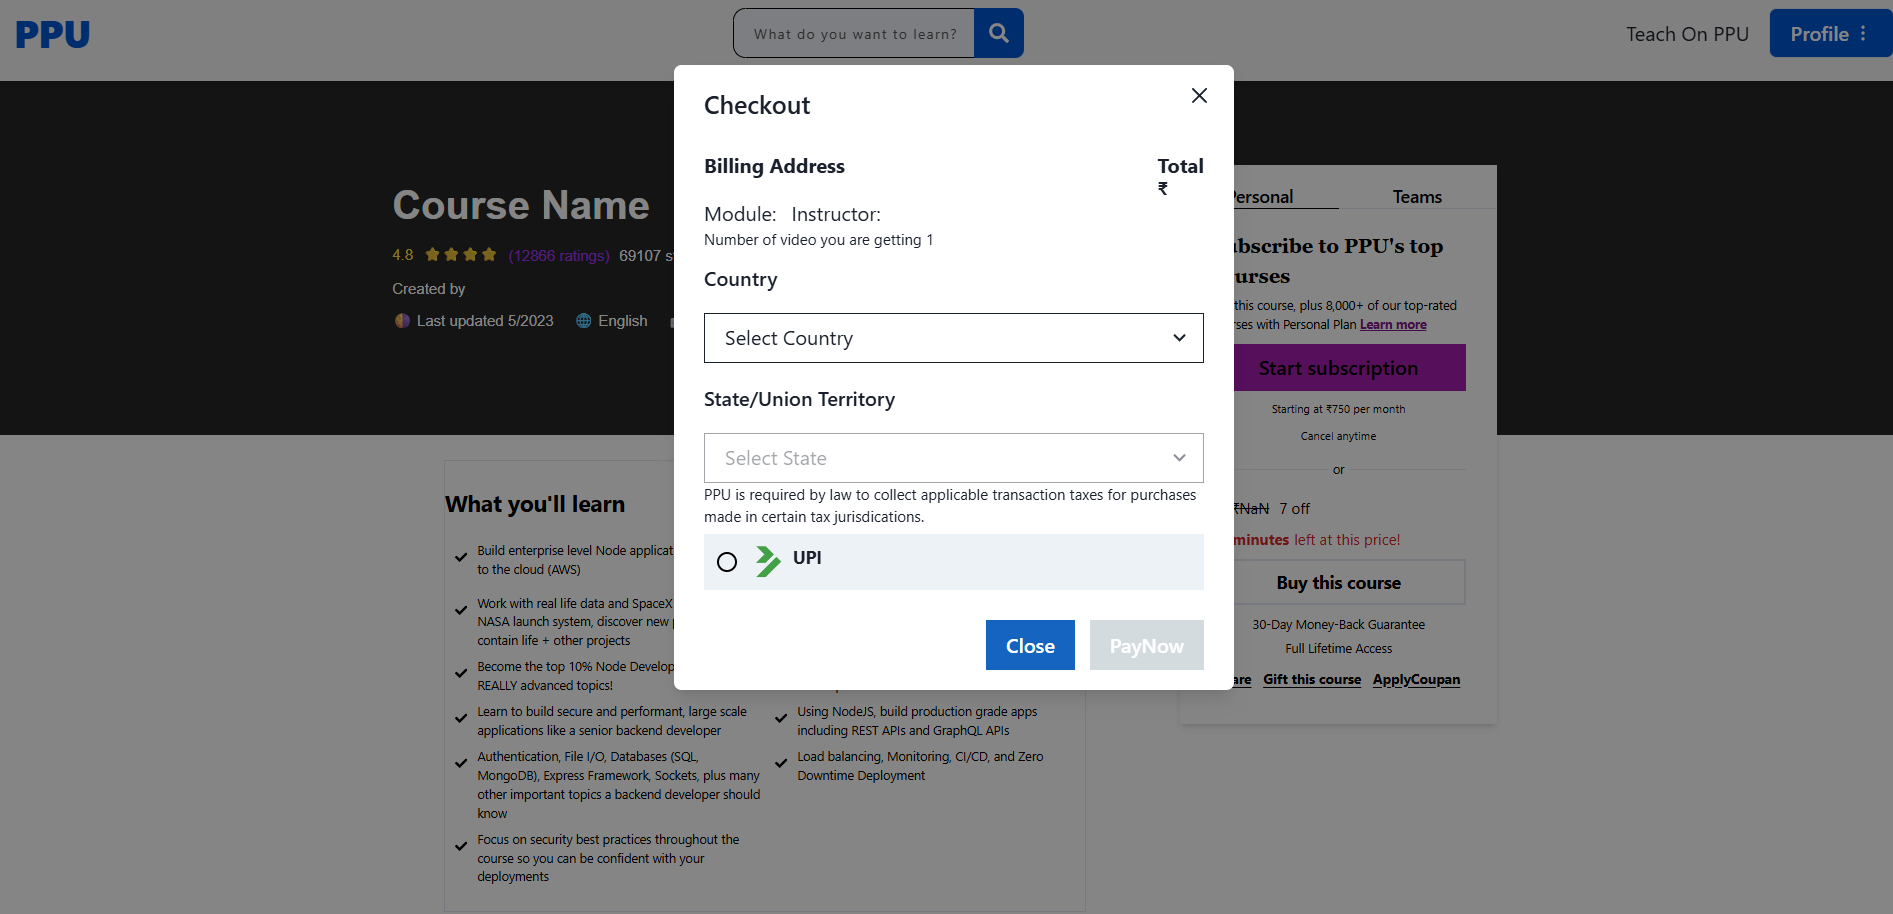 PPU
What do you want to learn?
Teach On PPU
Profile
Checkout
Billing Address
Total
₹
Module: Instructor:
Number of video you are getting 1
Country
Select Country
State/Union Territory
Select State
PPU is required by law to collect applicable transaction taxes for purchases
made in certain tax jurisdications.
UPI
Close
PayNow
Course Name
4.8
(12866 ratings) 69107
Created by
Last updated 5/2023
English
Personal
Teams
ubscribe to PPU's top
urses
this course, plus 8,000+ of our top-rated
rses with Personal Plan Learn more
Start subscription
Starting at ₹750 per month
Cancel anytime
or
₹NaN 7 off
minutes left at this price!
Buy this course
30-Day Money-Back Guarantee
Full Lifetime Access
are
Gift this course
ApplyCoupan
What you'll learn
Build enterprise level Node applicat
to the cloud (AWS)
Work with real life data and SpaceX
NASA launch system, discover new
contain life + other projects
Become the top 10% Node Develop
REALLY advanced topics!
Learn to build secure and performant, large scale
applications like a senior backend developer
Authentication, File I/O, Databases (SQL,
MongoDB), Express Framework, Sockets, plus many
other important topics a backend developer should
know
Focus on security best practices throughout the
course so you can be confident with your
deployments
Using NodeJS, build production grade apps
including REST APIs and GraphQL APIs
Load balancing, Monitoring, CI/CD, and Zero
Downtime Deployment